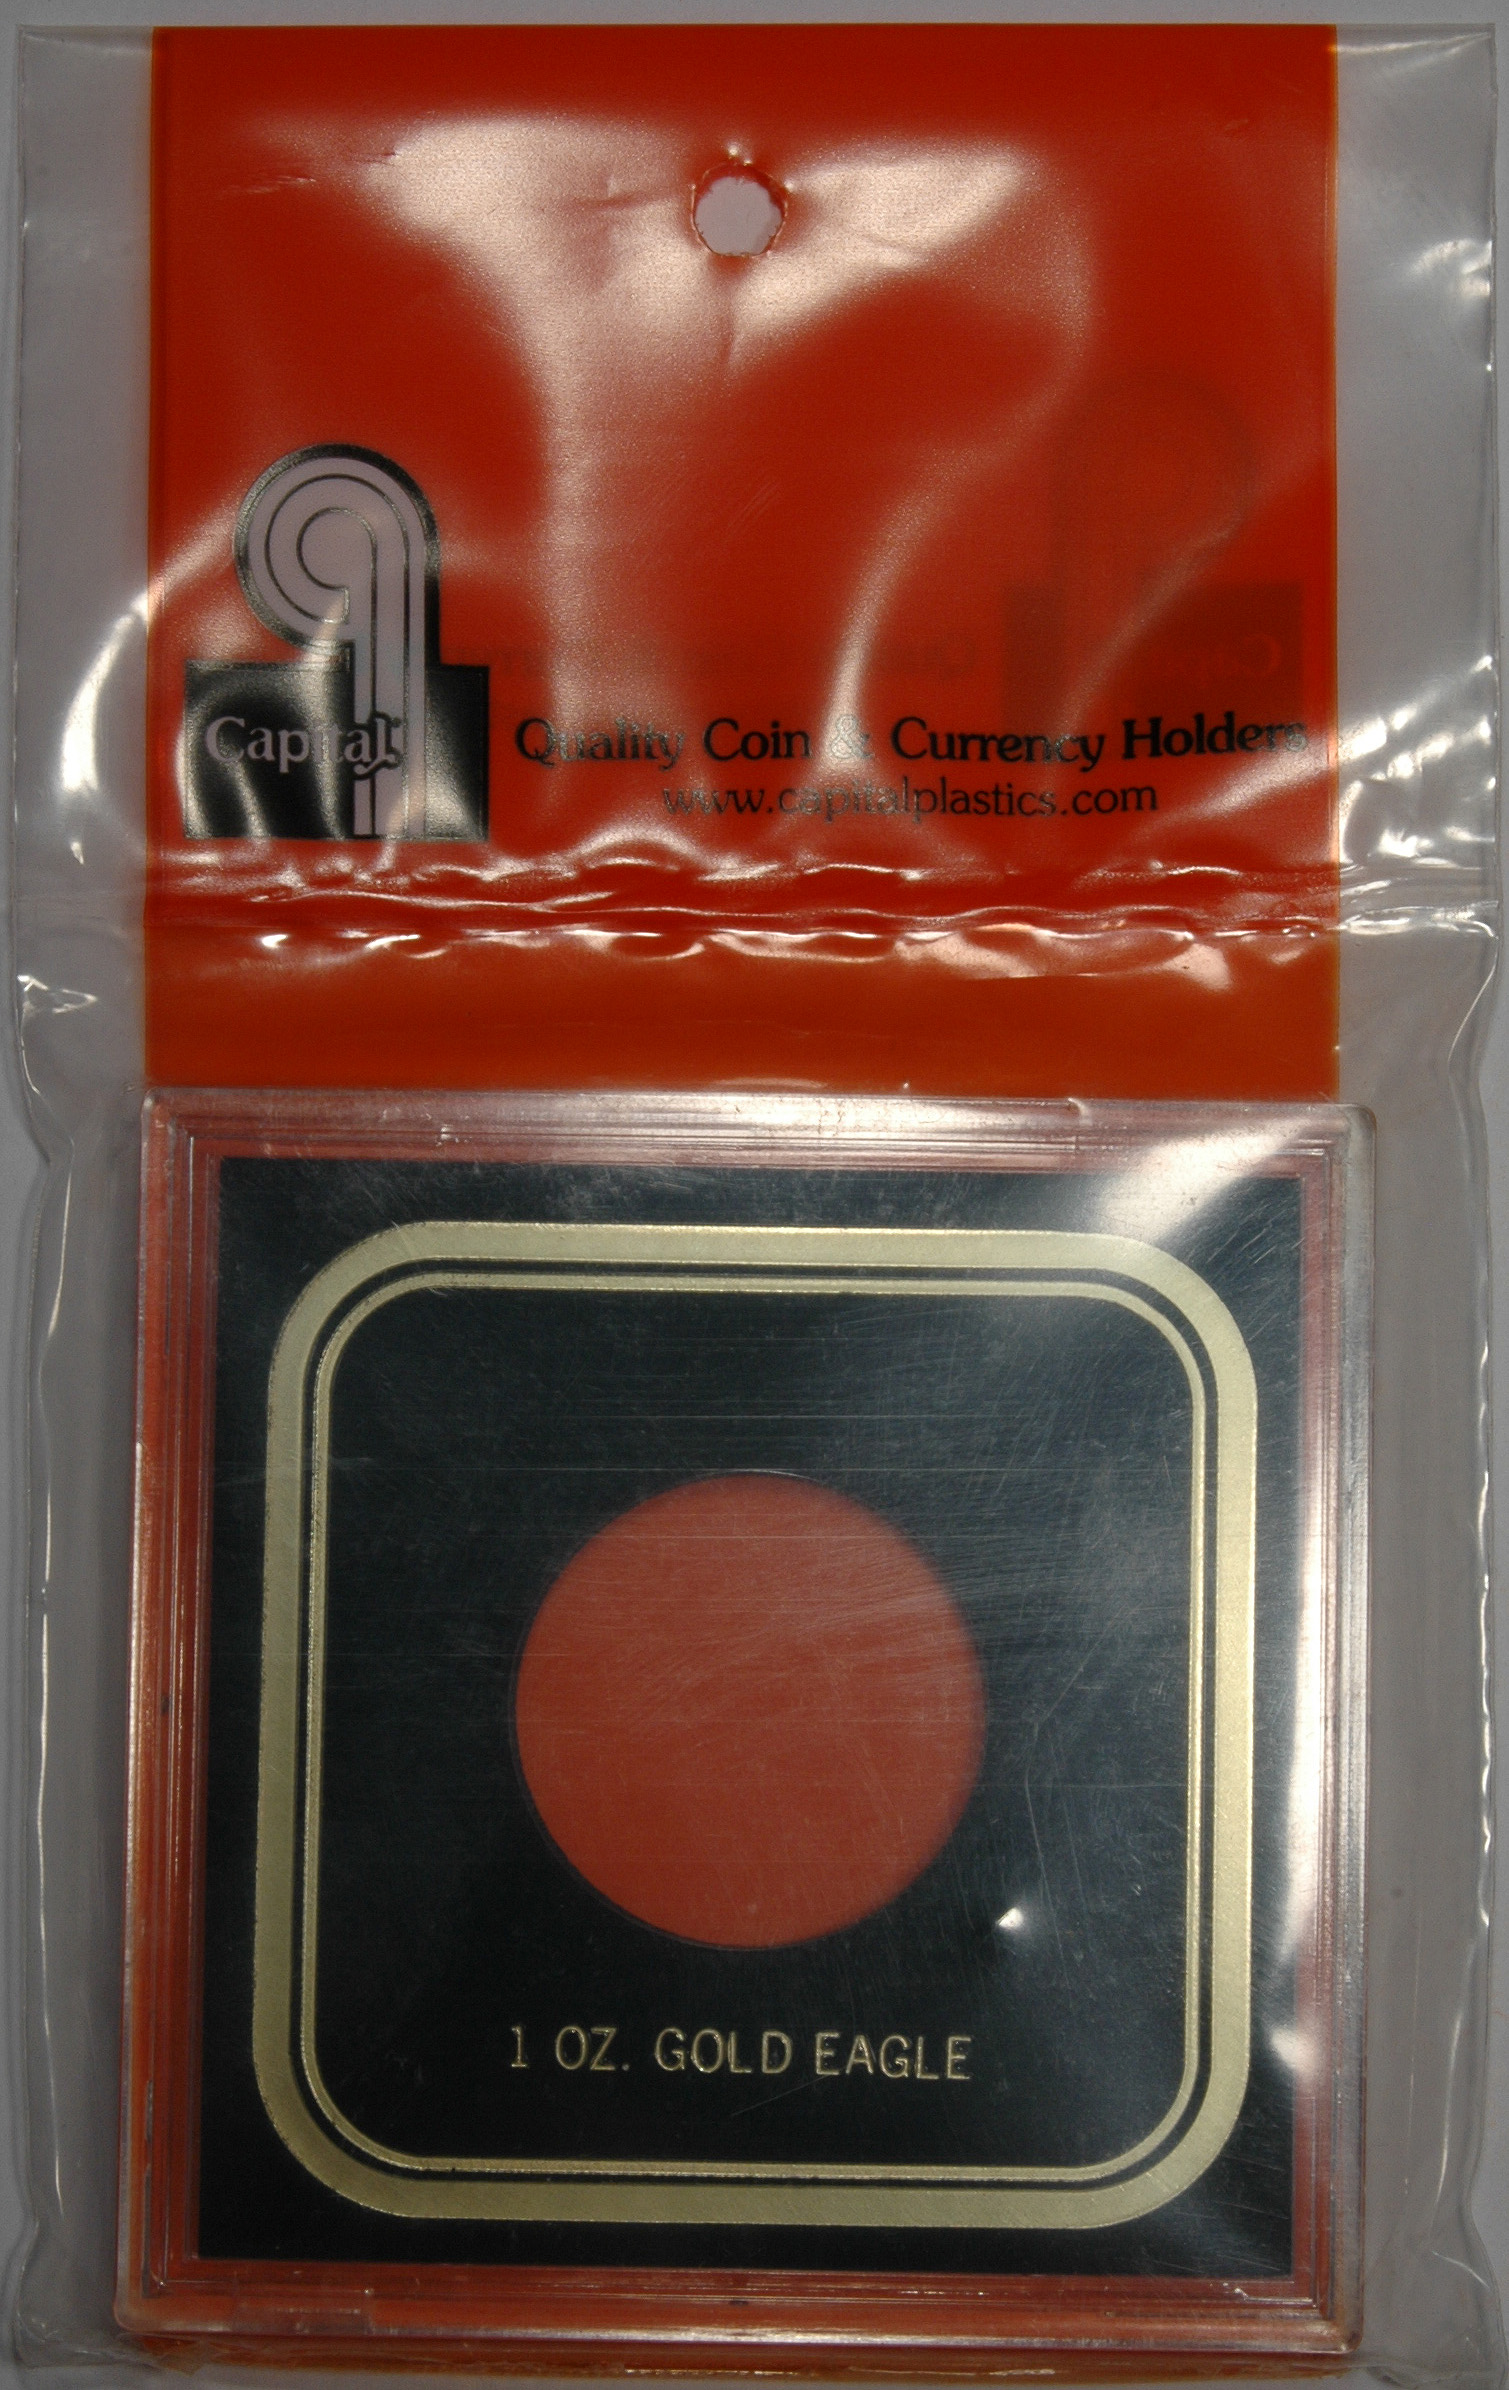 Capital
Quality Coin & Currency Holders
www.capitalplastics.com
1 OZ. GOLD EAGLE